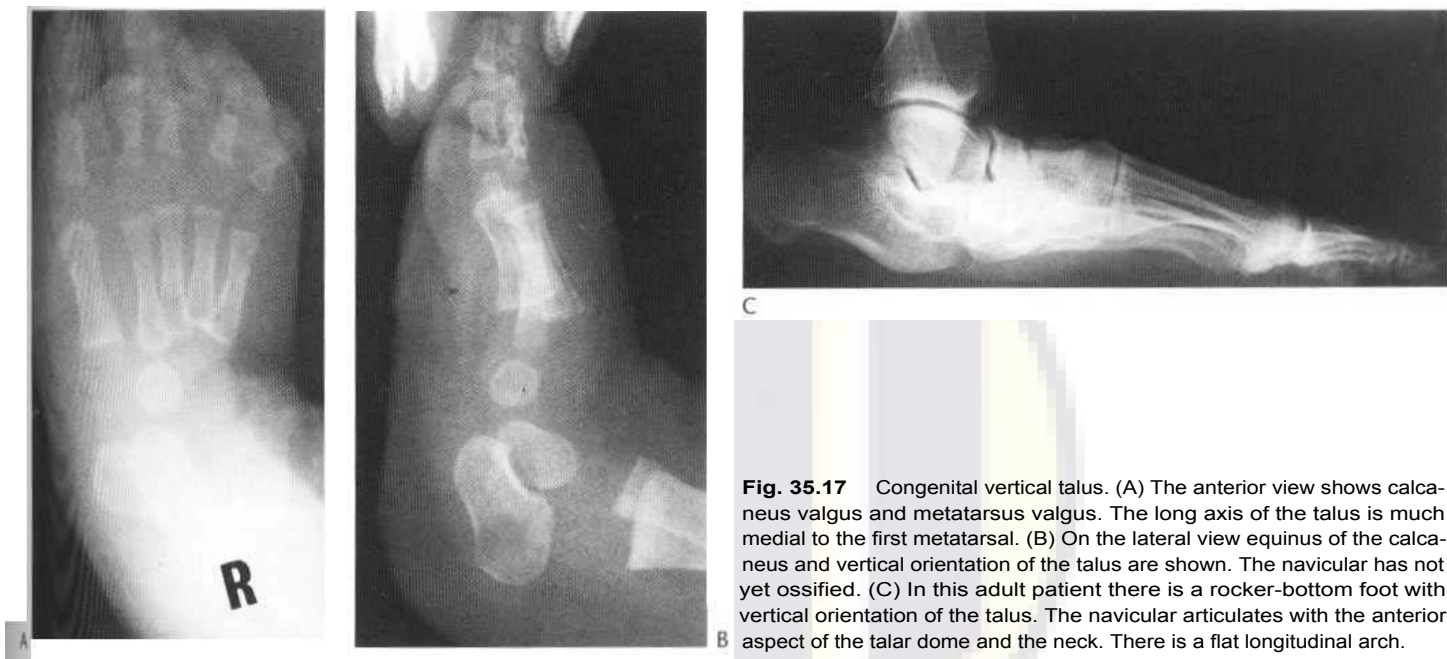 R
A
B
C
Fig. 35.17 Congenital vertical talus. (A) The anterior view shows calca-
neus valgus and metatarsus valgus. The long axis of the talus is much
medial to the first metatarsal. (B) On the lateral view equinus of the calca-
neus and vertical orientation of the talus are shown. The navicular has not
yet ossified. (C) In this adult patient there is a rocker-bottom foot with
vertical orientation of the talus. The navicular articulates with the anterior
aspect of the talar dome and the neck. There is a flat longitudinal arch.